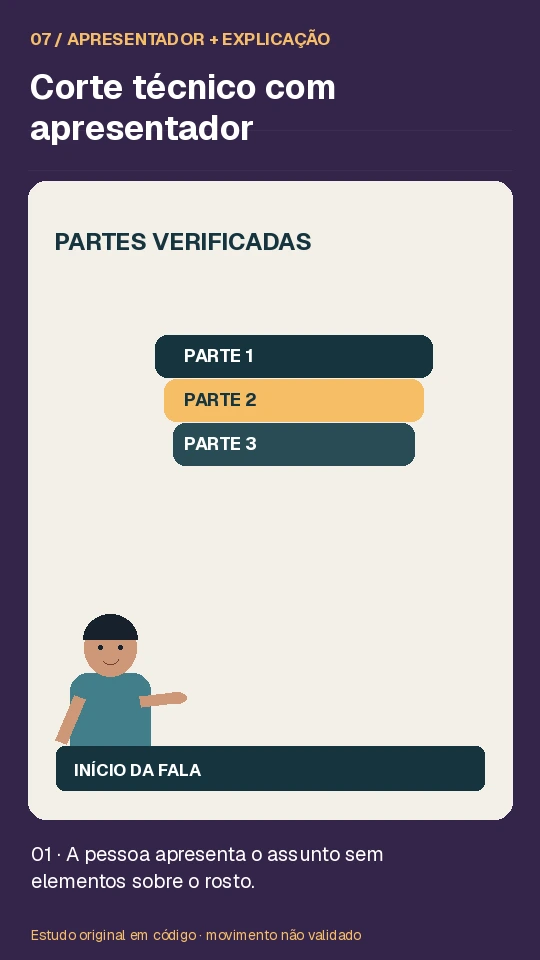 07 / APRESENTADOR + EXPLICAÇÃO
Corte técnico com
apresentador
PARTES VERIFICADAS
PARTE 1
PARTE 2
PARTE 3
INÍCIO DA FALA
01 · A pessoa apresenta o assunto sem
elementos sobre o rosto.
Estudo original em código · movimento não validado